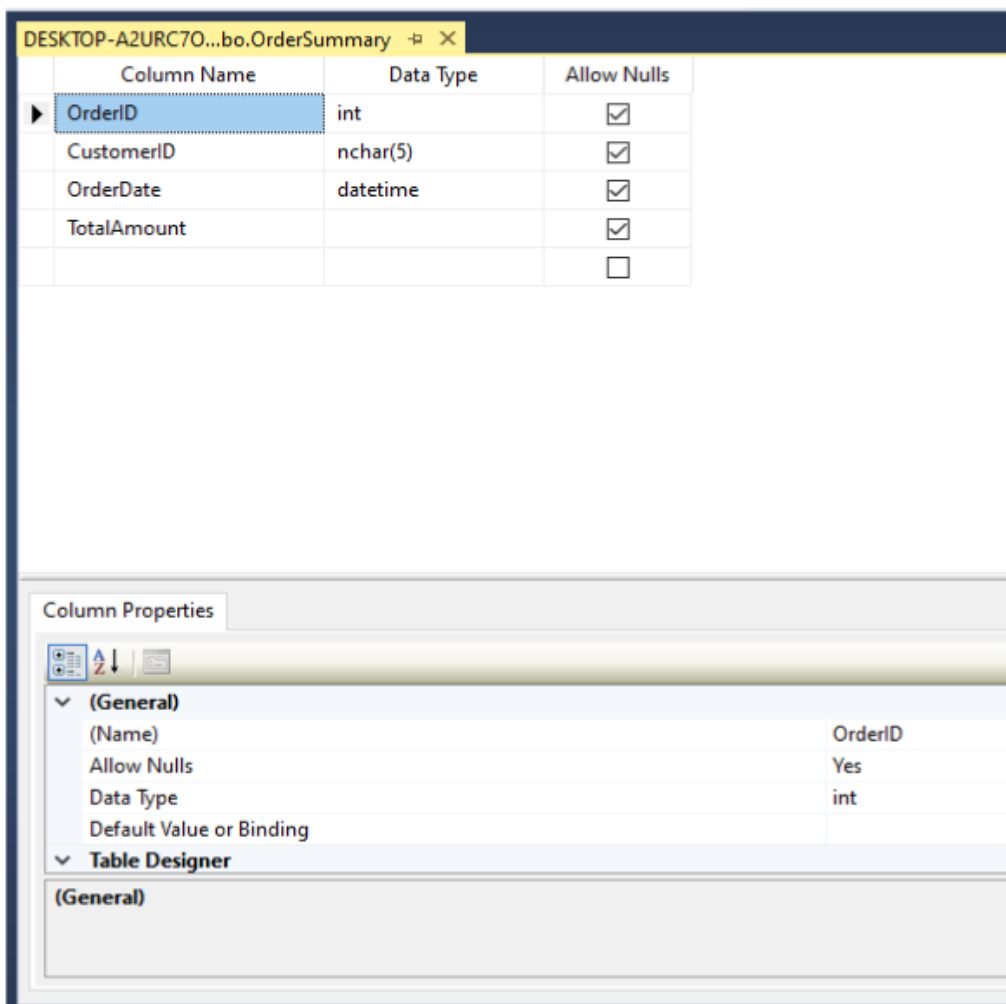 DESKTOP-A2URC7O...bo.OrderSummary
Column Name Data Type Allow Nulls
OrderID int
CustomerID nchar(5)
OrderDate datetime
TotalAmount
Column Properties
A
Z
(General)
(Name) OrderID
Allow Nulls Yes
Data Type int
Default Value or Binding
Table Designer
(General)